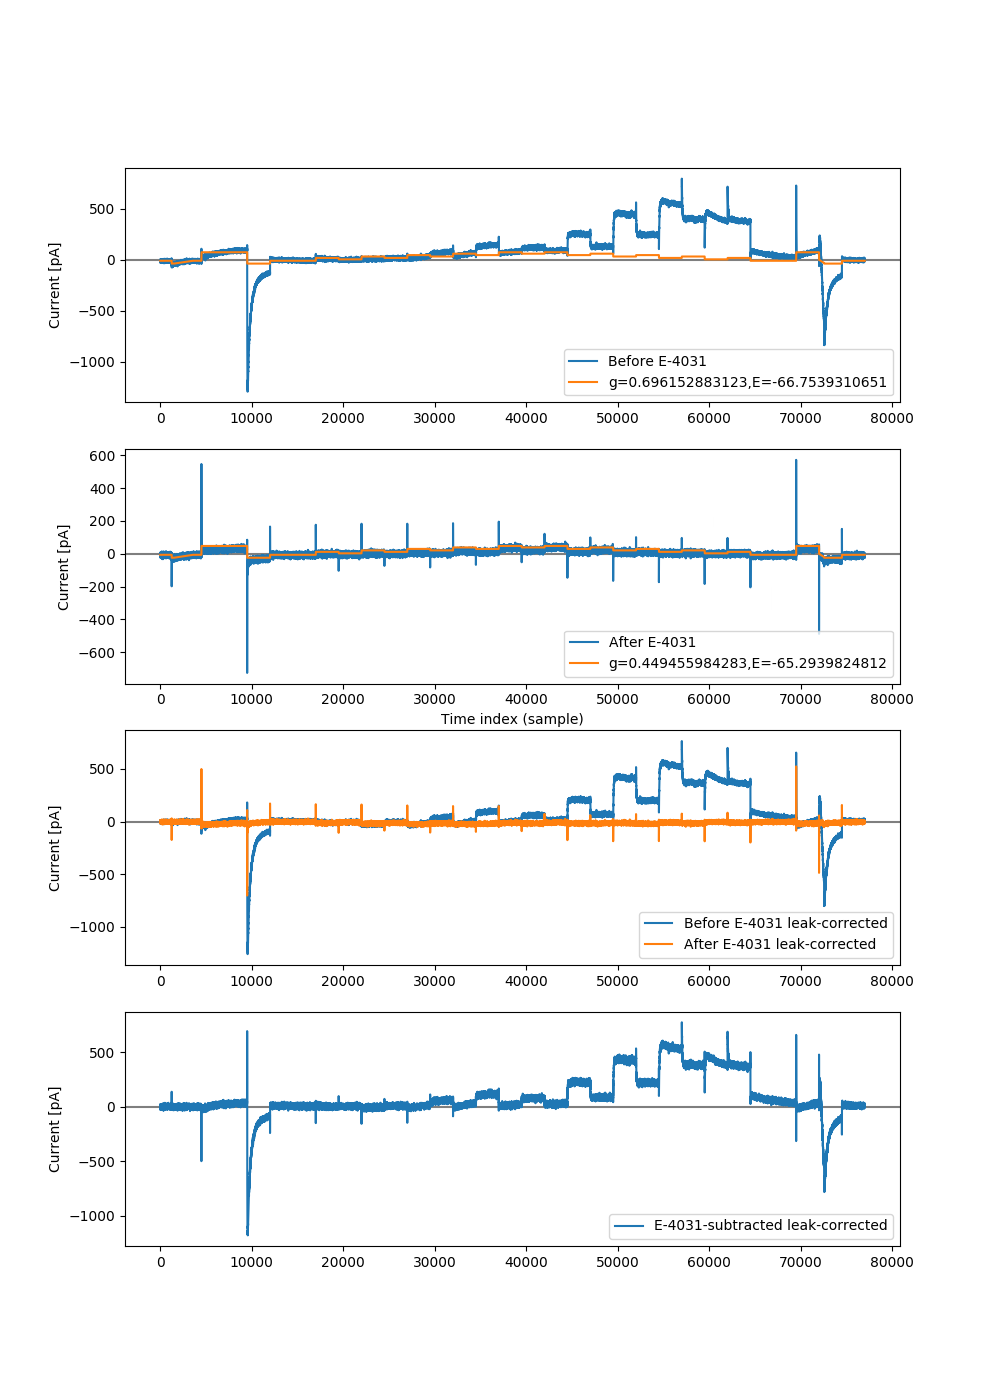 500
0
−500
−1000
Current [pA]
Before E-4031
g=0.696152883123,E=-66.7539310651
0 10000 20000 30000 40000 50000 60000 70000 80000
600
400
200
0
−200
−400
−600
Current [pA]
After E-4031
g=0.449455984283,E=-65.2939824812
0 10000 20000 30000 40000 50000 60000 70000 80000
Time index (sample)
500
0
−500
−1000
Current [pA]
Before E-4031 leak-corrected
After E-4031 leak-corrected
0 10000 20000 30000 40000 50000 60000 70000 80000
500
0
−500
−1000
Current [pA]
E-4031-subtracted leak-corrected
0 10000 20000 30000 40000 50000 60000 70000 80000